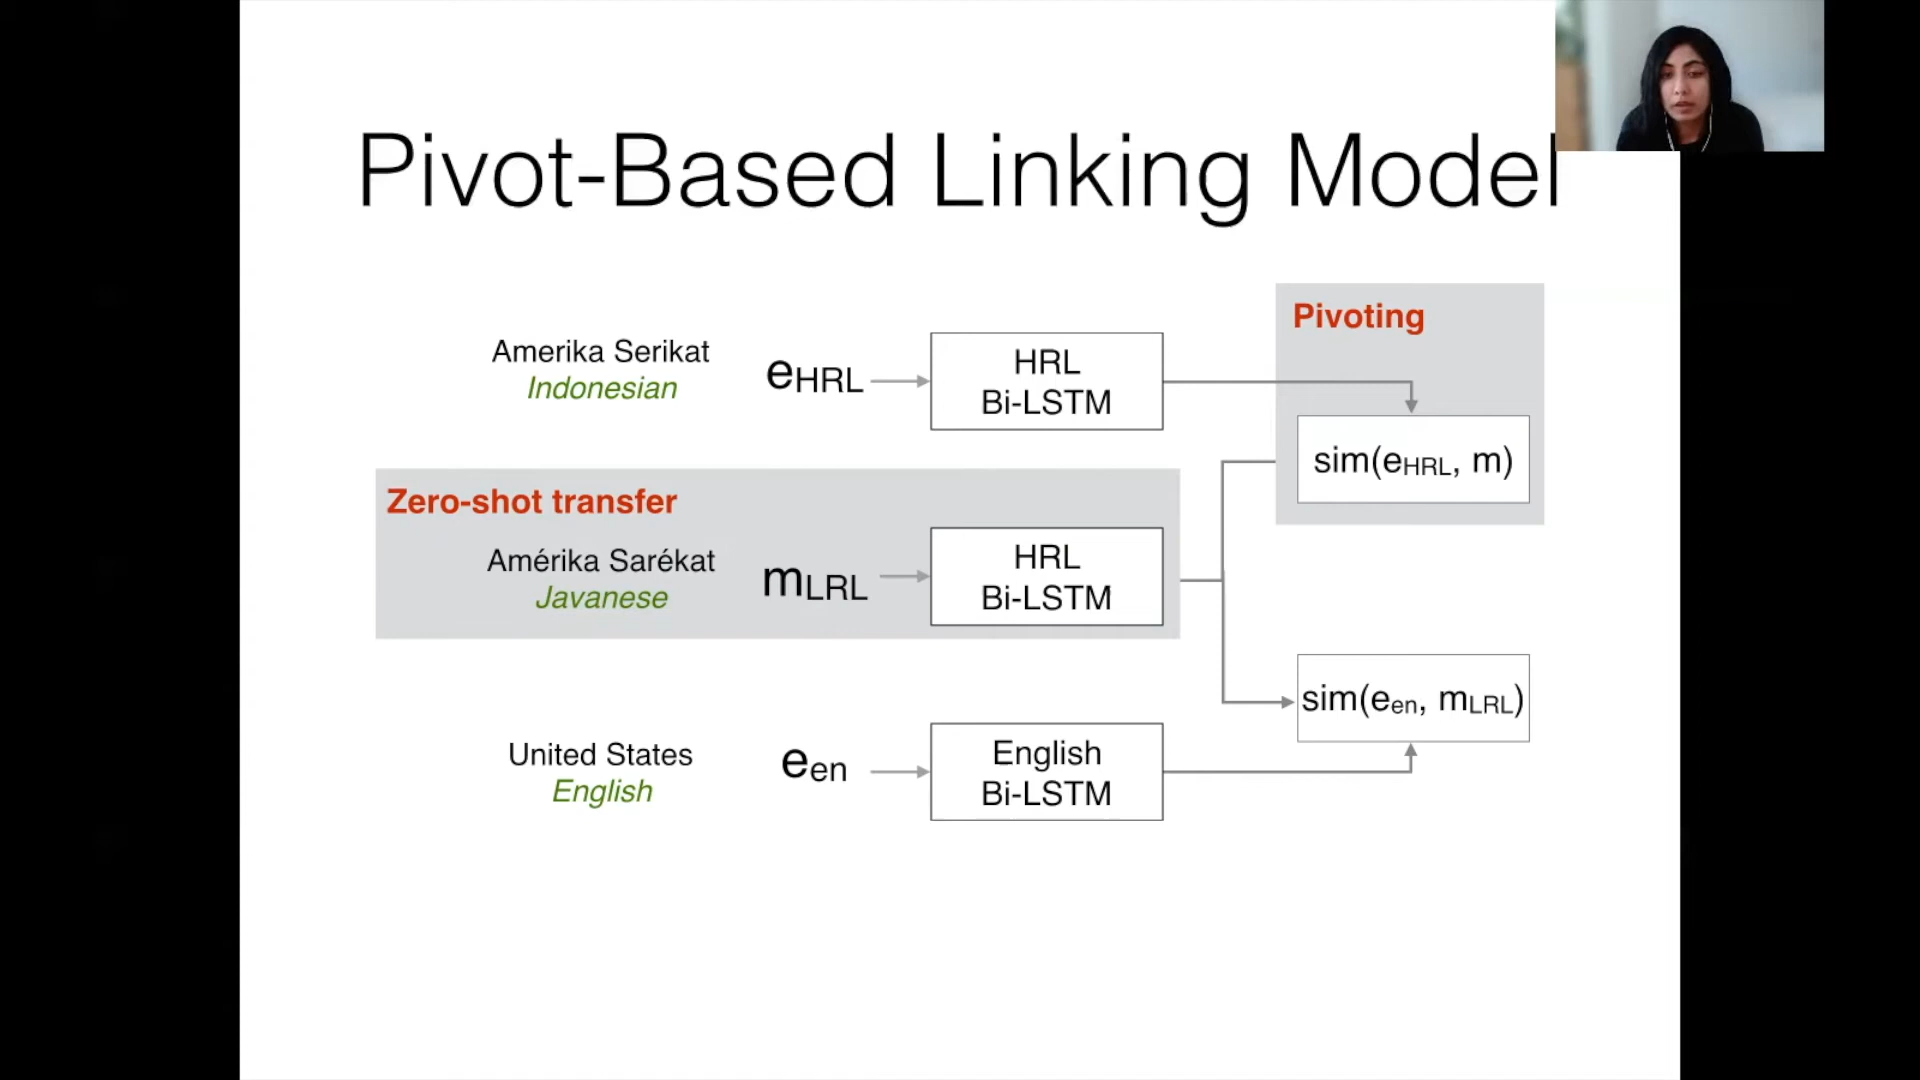 Pivot-Based Linking Model
Pivoting
Amerika Serikat
Indonesian
eHRL
HRL
Bi-LSTM
sim(eHRL, m)
Zero-shot transfer
Amérika Sarékat
Javanese
mLRL
HRL
Bi-LSTM
sim(een, mLRL)
United States
English
een
English
Bi-LSTM